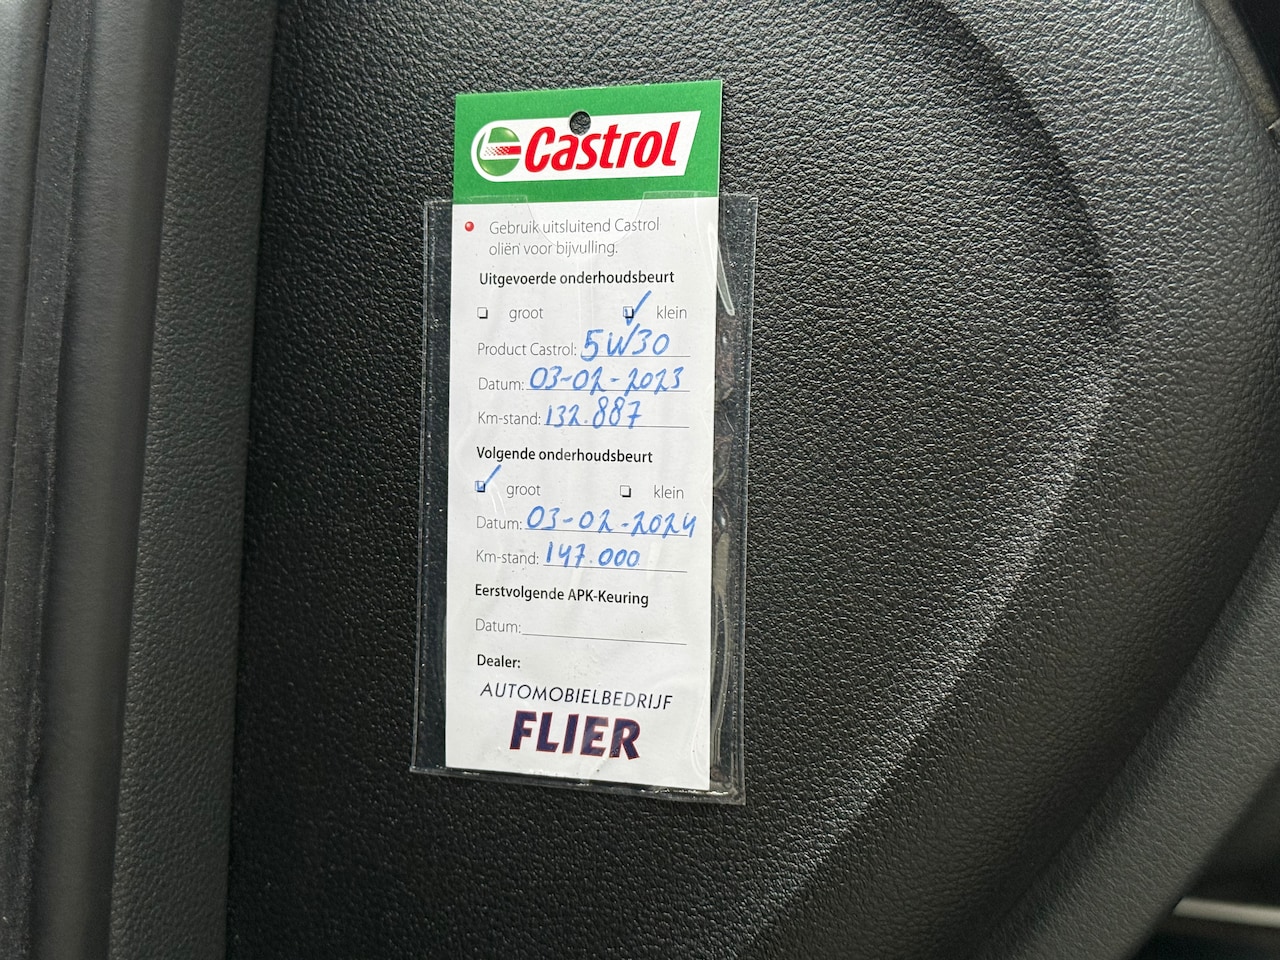 Castrol
Gebruik uitsluitend Castrol
oliën voor bijvulling.
Uitgevoerde onderhoudsbeurt
groot klein
Product Castrol: 5W30
Datum: 03-02-2023
Km-stand: 132.887
Volgende onderhoudsbeurt
groot klein
Datum: 03-02-2024
Km-stand: 147.000
Eerstvolgende APK-Keuring
Datum:
Dealer:
AUTOMOBIELBEDRIJF
FLIER